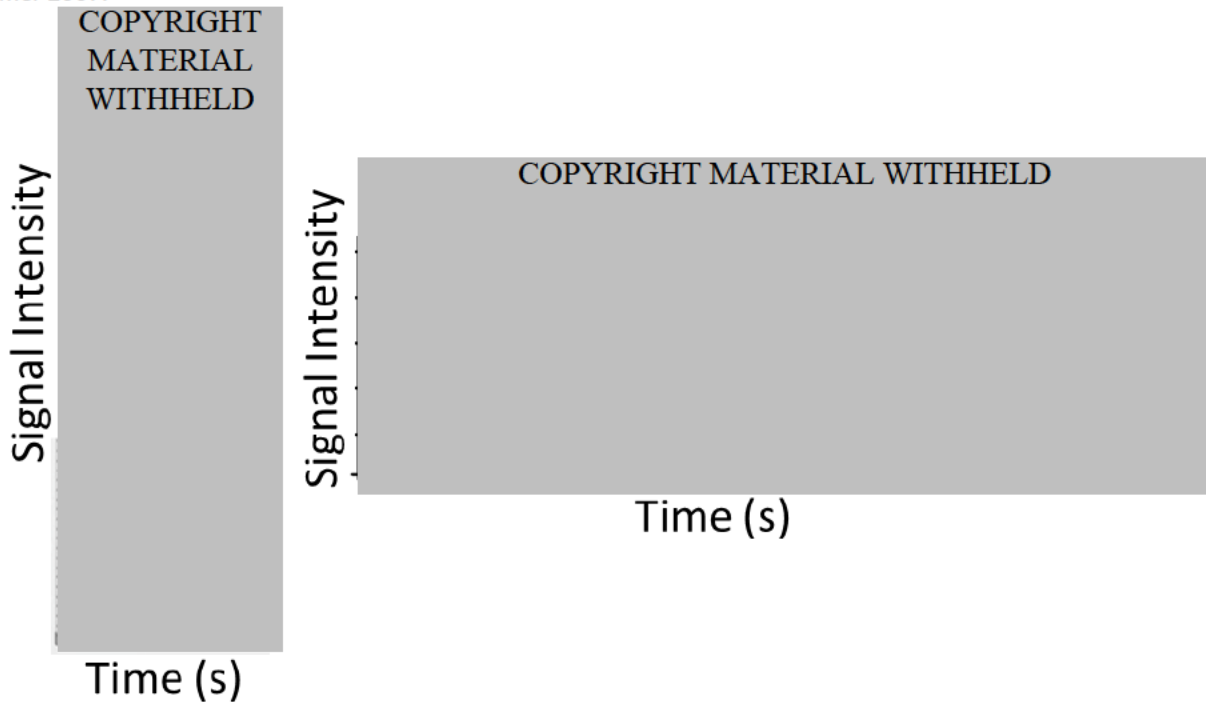 COPYRIGHT
MATERIAL
WITHHELD
Signal Intensity
Time (s)
COPYRIGHT MATERIAL WITHHELD
Signal Intensity
Time (s)